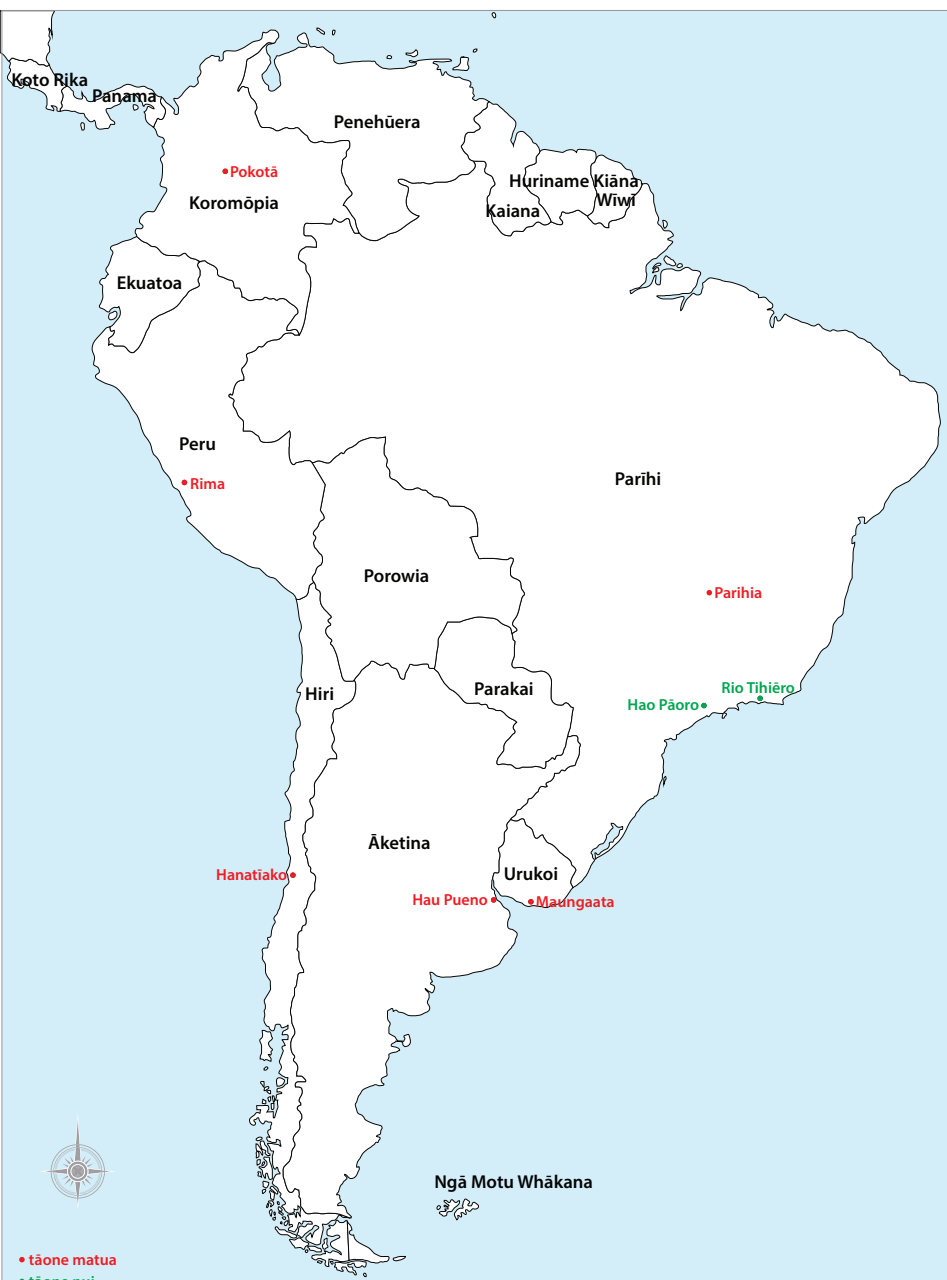 Koto Rika
Panama
Penehūera
Pokotā
Koromōpia
Huriname
Kiāna
Wīwī
Kaiana
Ekuatoa
Peru
Rima
Parīhi
Porowia
Parihia
Hiri
Parakai
Rio Tihiēro
Hao Pāoro
Āketina
Hanatīako
Urukoi
Hau Pueno
Maungaata
Ngā Motu Whākana
tāone matua